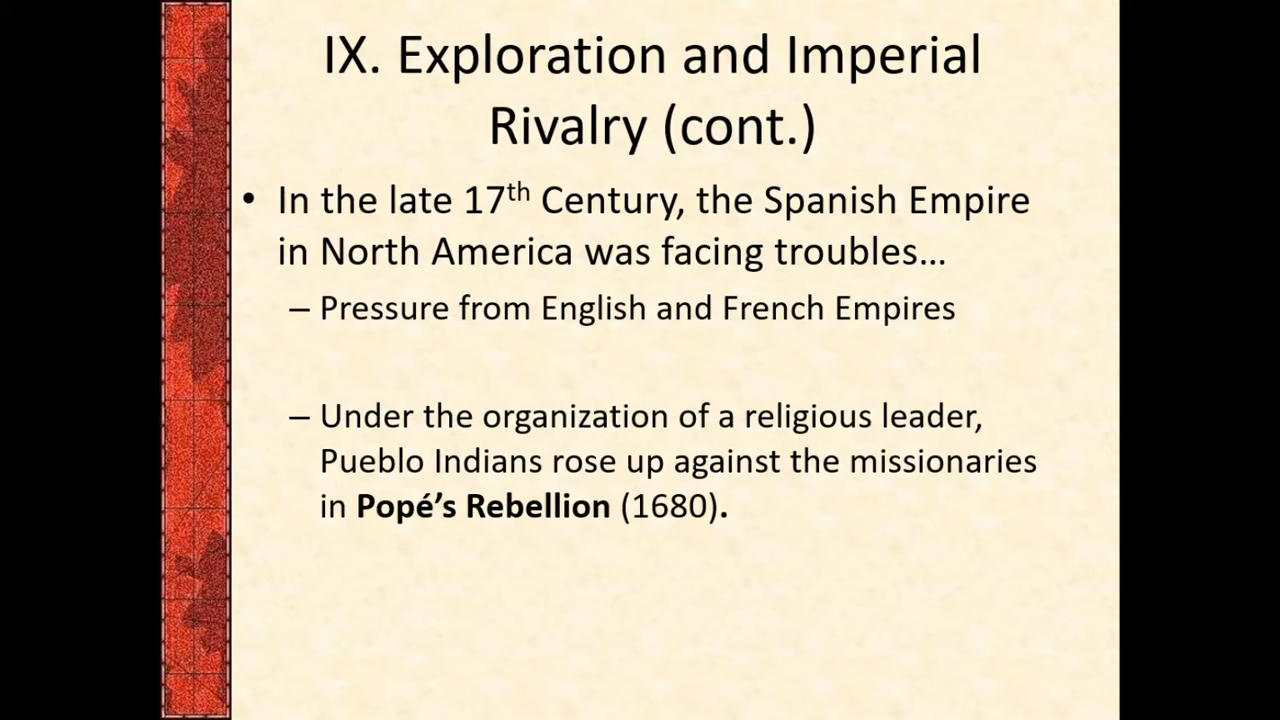 IX. Exploration and Imperial
Rivalry (cont.)
• In the late 17th Century, the Spanish Empire
in North America was facing troubles…
– Pressure from English and French Empires
– Under the organization of a religious leader,
Pueblo Indians rose up against the missionaries
in Popé’s Rebellion (1680).